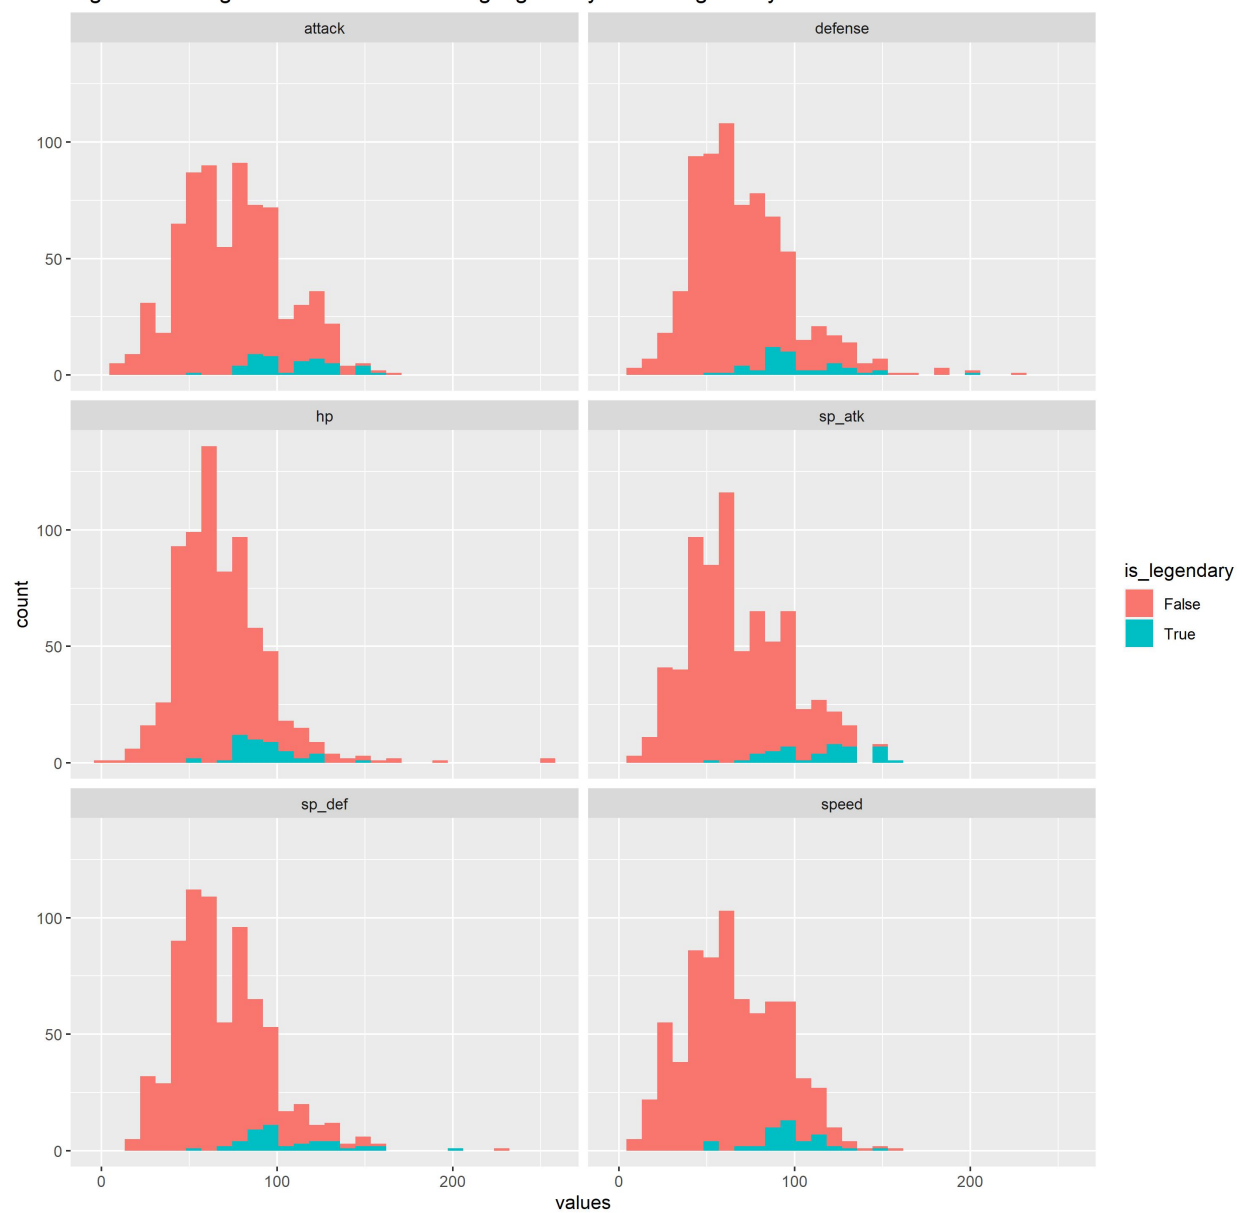 attack
defense
100
50
0
hp
sp_atk
100
50
0
count
is_legendary
False
True
sp_def
speed
100
50
0
0
100
200
0
100
200
values